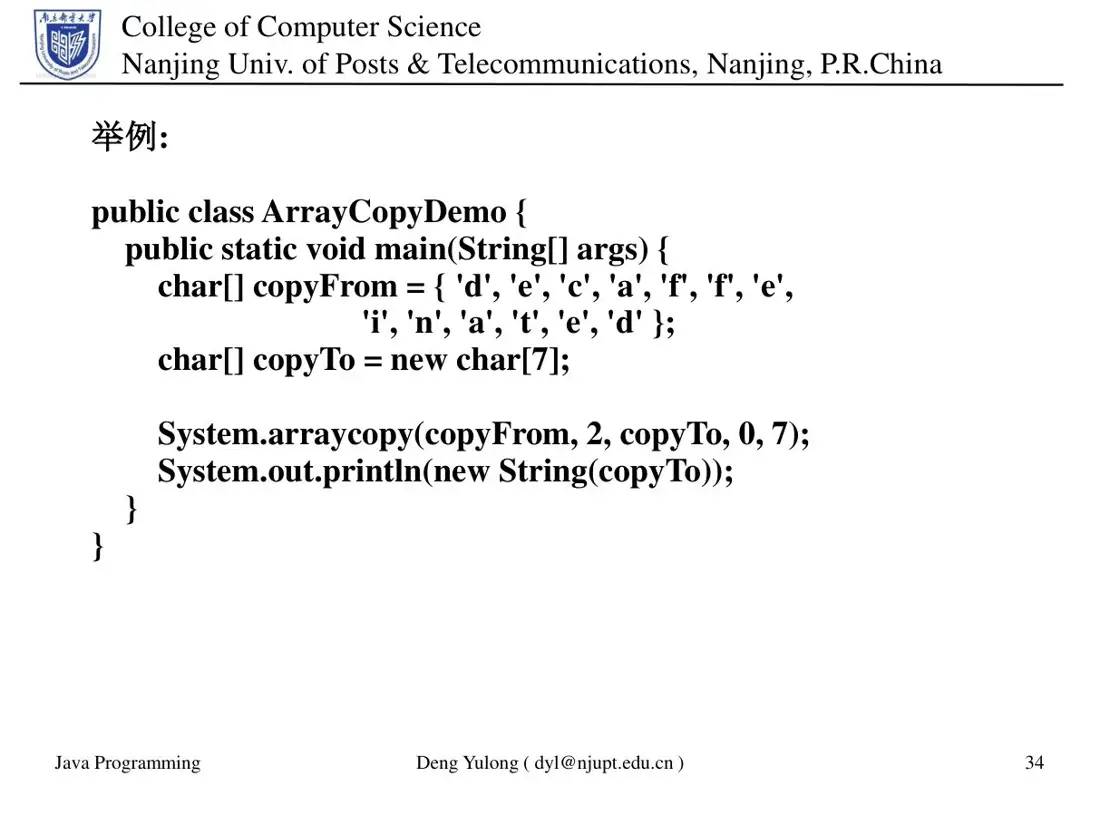 College of Computer Science
Nanjing Univ. of Posts & Telecommunications, Nanjing, P.R.China
举例:
public class ArrayCopyDemo {
public static void main(String[] args) {
char[] copyFrom = { 'd', 'e', 'c', 'a', 'f', 'f', 'e',
'i', 'n', 'a', 't', 'e', 'd' };
char[] copyTo = new char[7];
System.arraycopy(copyFrom, 2, copyTo, 0, 7);
System.out.println(new String(copyTo));
}
}
Java Programming
Deng Yulong ( dyl@njupt.edu.cn )
34